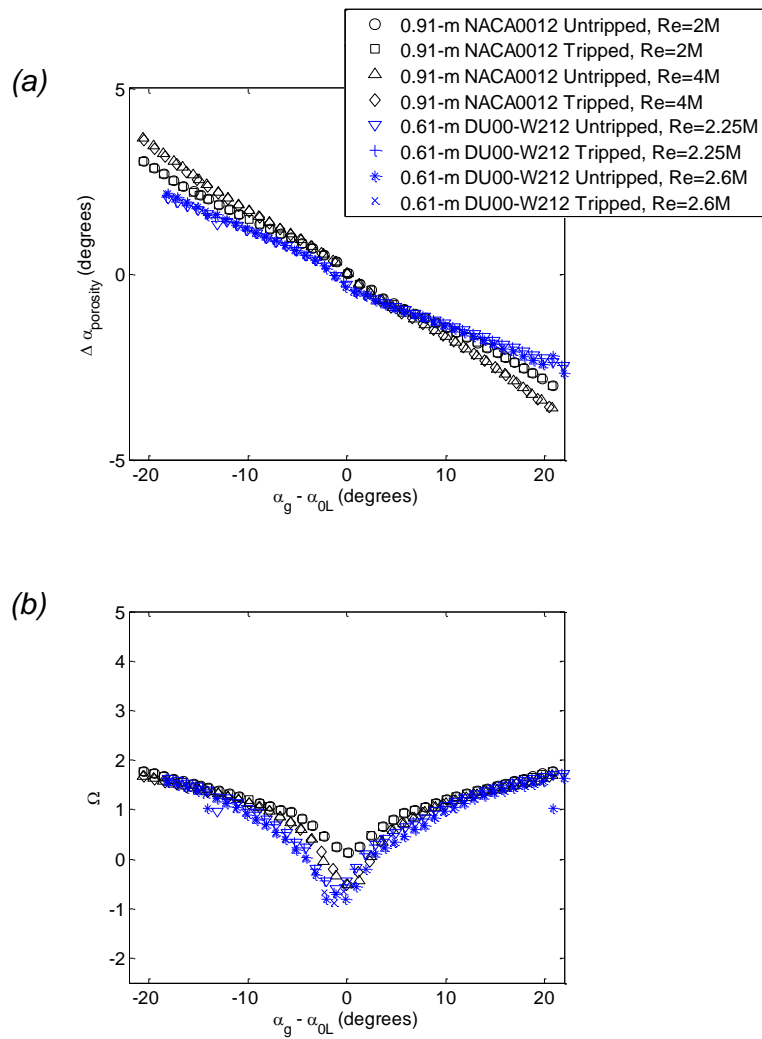 0.91-m NACA0012 Untripped, Re=2M
0.91-m NACA0012 Tripped, Re=2M
0.91-m NACA0012 Untripped, Re=4M
0.91-m NACA0012 Tripped, Re=4M
0.61-m DU00-W212 Untripped, Re=2.25M
0.61-m DU00-W212 Tripped, Re=2.25M
0.61-m DU00-W212 Untripped, Re=2.6M
0.61-m DU00-W212 Tripped, Re=2.6M
(a)
5
0
-5
Δ α_porosity (degrees)
-20 -10 0 10 20
α_g - α_0L (degrees)
(b)
5
4
3
2
1
0
-1
-2
Ω
-20 -10 0 10 20
α_g - α_0L (degrees)